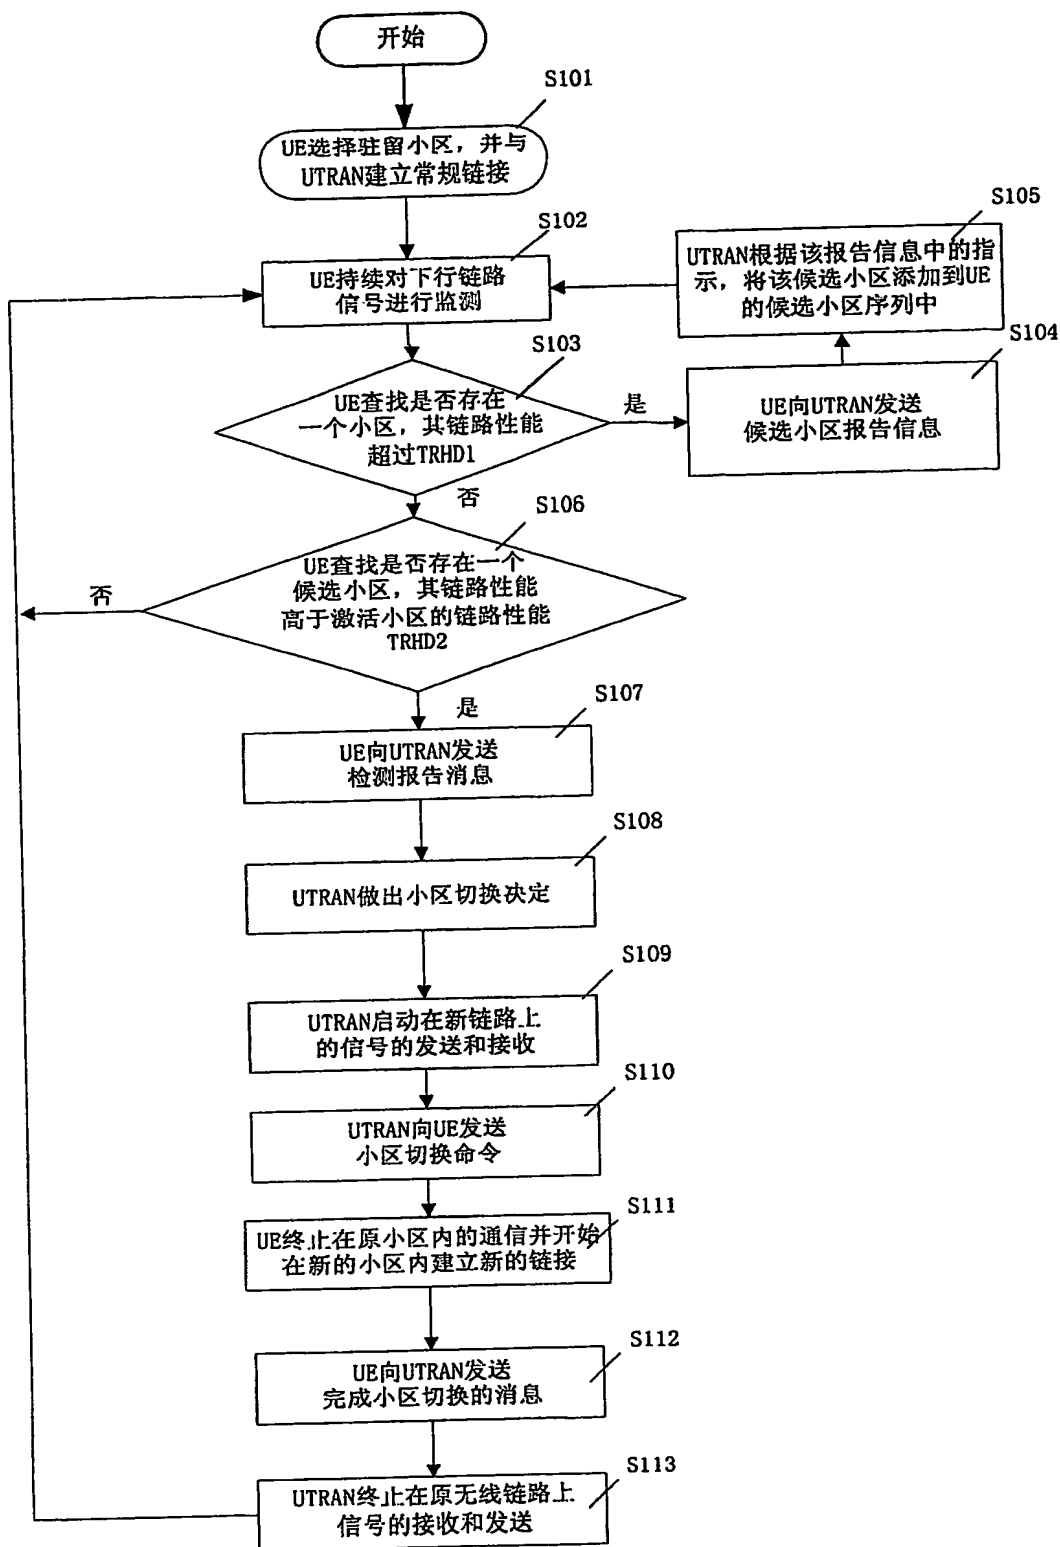 开始
S101
UE选择驻留小区，并与
UTRAN建立常规链接
S102
UE持续对下行链路
信号进行监测
S105
UTRAN根据该报告信息中的指
示，将该候选小区添加到UE
的候选小区序列中
S103
UE查找是否存在
一个小区，其链路性能
超过TRHD1
是
S104
UE向UTRAN发送
候选小区报告信息
否
S106
UE查找是否存在一个
候选小区，其链路性能
高于激活小区的链路性能
TRHD2
否
是
S107
UE向UTRAN发送
检测报告消息
S108
UTRAN做出小区切换决定
S109
UTRAN启动在新链路上
的信号的发送和接收
S110
UTRAN向UE发送
小区切换命令
S111
UE终止在原小区内的通信并开始
在新的小区内建立新的链接
S112
UE向UTRAN发送
完成小区切换的消息
S113
UTRAN终止在原无线链路上
信号的接收和发送